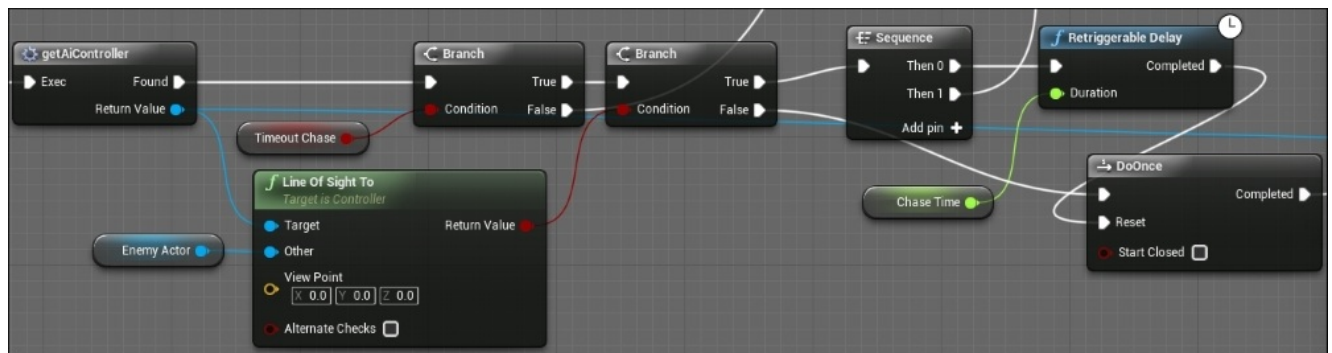 getAiController
Exec Found
Return Value
Timeout Chase
Branch
True
Condition False
Branch
True
Condition False
Line Of Sight To
Target is Controller
Target Return Value
Other
View Point
X 0.0 Y 0.0 Z 0.0
Alternate Checks
Enemy Actor
Sequence
Then 0
Then 1
Add pin
Chase Time
f Retriggerable Delay
Completed
Duration
DoOnce
Completed
Reset
Start Closed